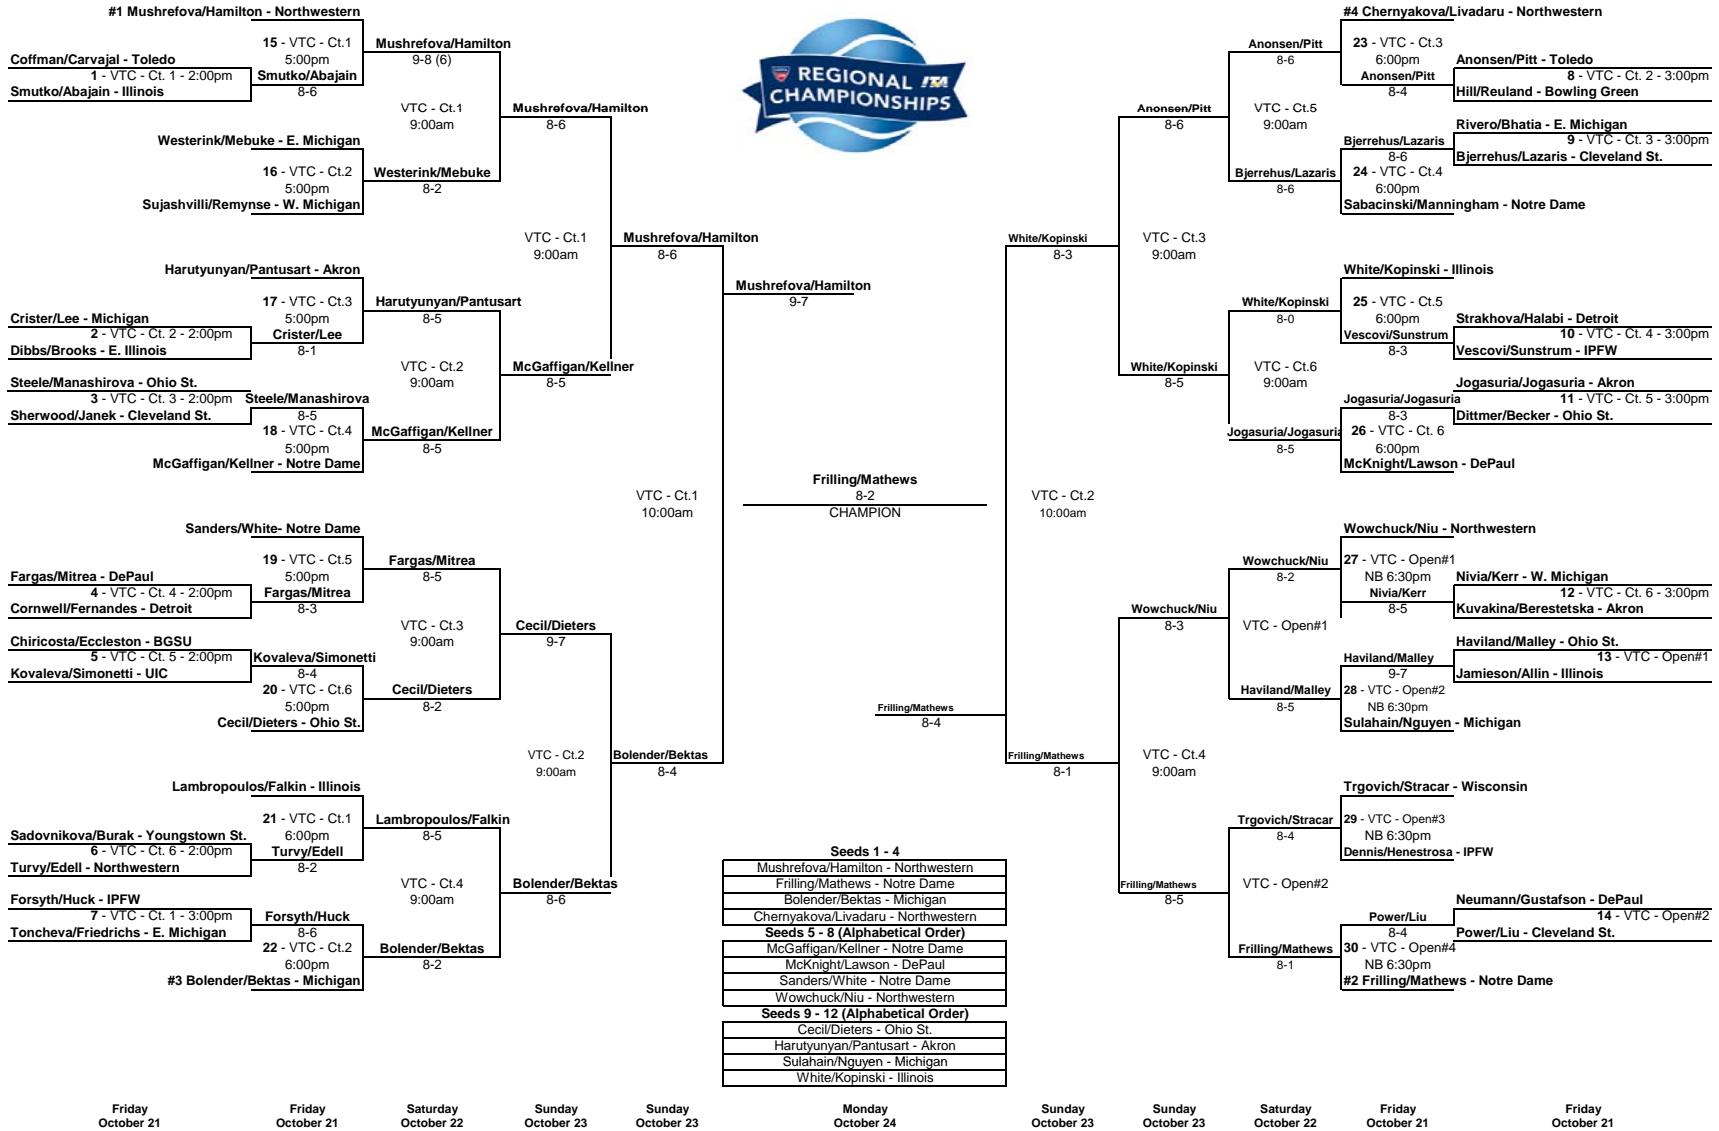 #1 Mushrefova/Hamilton - Northwestern
15 - VTC - Ct.1
5:00pm
Mushrefova/Hamilton
9-8 (6)
Coffman/Carvajal - Toledo
1 - VTC - Ct. 1 - 2:00pm
Smutko/Abajain
Smutko/Abajain - Illinois
8-6
VTC - Ct.1
9:00am
Mushrefova/Hamilton
8-6
Westerink/Mebuke - E. Michigan
16 - VTC - Ct.2
5:00pm
Westerink/Mebuke
8-2
Sujashvilli/Remynse - W. Michigan
VTC - Ct.1
9:00am
Mushrefova/Hamilton
8-6
Harutyunyan/Pantusart - Akron
17 - VTC - Ct.3
5:00pm
Harutyunyan/Pantusart
8-5
Crister/Lee - Michigan
2 - VTC - Ct. 2 - 2:00pm
Crister/Lee
Dibbs/Brooks - E. Illinois
8-1
VTC - Ct.2
9:00am
McGaffigan/Kellner
8-5
Steele/Manashirova - Ohio St.
3 - VTC - Ct. 3 - 2:00pm
Steele/Manashirova
Sherwood/Janek - Cleveland St.
8-5
18 - VTC - Ct.4
5:00pm
McGaffigan/Kellner
8-5
McGaffigan/Kellner - Notre Dame
Mushrefova/Hamilton
9-7
VTC - Ct.1
10:00am
Sanders/White- Notre Dame
19 - VTC - Ct.5
5:00pm
Fargas/Mitrea
8-5
Fargas/Mitrea - DePaul
4 - VTC - Ct. 4 - 2:00pm
Fargas/Mitrea
Cornwell/Fernandes - Detroit
8-3
VTC - Ct.3
9:00am
Cecil/Dieters
9-7
Chiricosta/Eccleston - BGSU
5 - VTC - Ct. 5 - 2:00pm
Kovaleva/Simonetti
Kovaleva/Simonetti - UIC
8-4
20 - VTC - Ct.6
5:00pm
Cecil/Dieters
8-2
Cecil/Dieters - Ohio St.
VTC - Ct.2
9:00am
Bolender/Bektas
8-4
Lambropoulos/Falkin - Illinois
21 - VTC - Ct.1
6:00pm
Lambropoulos/Falkin
8-5
Sadovnikova/Burak - Youngstown St.
6 - VTC - Ct. 6 - 2:00pm
Turvy/Edell
Turvy/Edell - Northwestern
8-2
VTC - Ct.4
9:00am
Bolender/Bektas
8-6
Forsyth/Huck - IPFW
7 - VTC - Ct. 1 - 3:00pm
Forsyth/Huck
Toncheva/Friedrichs - E. Michigan
8-6
22 - VTC - Ct.2
6:00pm
Bolender/Bektas
8-2
#3 Bolender/Bektas - Michigan
REGIONAL ITA
CHAMPIONSHIPS
Frilling/Mathews
8-2
CHAMPION
Frilling/Mathews
8-4
Seeds 1 - 4
Mushrefova/Hamilton - Northwestern
Frilling/Mathews - Notre Dame
Bolender/Bektas - Michigan
Chernyakova/Livadaru - Northwestern
Seeds 5 - 8 (Alphabetical Order)
McGaffigan/Kellner - Notre Dame
McKnight/Lawson - DePaul
Sanders/White - Notre Dame
Wowchuck/Niu - Northwestern
Seeds 9 - 12 (Alphabetical Order)
Cecil/Dieters - Ohio St.
Harutyunyan/Pantusart - Akron
Sulahain/Nguyen - Michigan
White/Kopinski - Illinois
#4 Chernyakova/Livadaru - Northwestern
Anonsen/Pitt
8-6
23 - VTC - Ct.3
6:00pm
Anonsen/Pitt - Toledo
Anonsen/Pitt
8 - VTC - Ct. 2 - 3:00pm
8-4
Hill/Reuland - Bowling Green
Anonsen/Pitt
8-6
VTC - Ct.5
9:00am
Rivero/Bhatia - E. Michigan
Bjerrehus/Lazaris
9 - VTC - Ct. 3 - 3:00pm
8-6
Bjerrehus/Lazaris - Cleveland St.
Bjerrehus/Lazaris
8-6
24 - VTC - Ct.4
6:00pm
Sabacinski/Manningham - Notre Dame
White/Kopinski
8-3
VTC - Ct.3
9:00am
White/Kopinski - Illinois
White/Kopinski
8-0
25 - VTC - Ct.5
6:00pm
Strakhova/Halabi - Detroit
Vescovi/Sunstrum
10 - VTC - Ct. 4 - 3:00pm
8-3
Vescovi/Sunstrum - IPFW
White/Kopinski
8-5
VTC - Ct.6
9:00am
Jogasuria/Jogasuria - Akron
Jogasuria/Jogasuria
11 - VTC - Ct. 5 - 3:00pm
8-3
Dittmer/Becker - Ohio St.
Jogasuria/Jogasuria
8-5
26 - VTC - Ct. 6
6:00pm
McKnight/Lawson - DePaul
VTC - Ct.2
10:00am
Wowchuck/Niu - Northwestern
Wowchuck/Niu
8-2
27 - VTC - Open#1
NB 6:30pm
Nivia/Kerr - W. Michigan
Nivia/Kerr
12 - VTC - Ct. 6 - 3:00pm
8-5
Kuvakina/Berestetska - Akron
Wowchuck/Niu
8-3
VTC - Open#1
Haviland/Malley - Ohio St.
Haviland/Malley
13 - VTC - Open#1
9-7
Jamieson/Allin - Illinois
Haviland/Malley
8-5
28 - VTC - Open#2
NB 6:30pm
Sulahain/Nguyen - Michigan
Frilling/Mathews
8-1
VTC - Ct.4
9:00am
Trgovich/Stracar - Wisconsin
Trgovich/Stracar
8-4
29 - VTC - Open#3
NB 6:30pm
Dennis/Henestrosa - IPFW
Frilling/Mathews
8-5
VTC - Open#2
Neumann/Gustafson - DePaul
Power/Liu
14 - VTC - Open#2
8-4
Power/Liu - Cleveland St.
Frilling/Mathews
8-1
30 - VTC - Open#4
NB 6:30pm
#2 Frilling/Mathews - Notre Dame
Friday Friday Saturday Sunday Sunday Monday Sunday Sunday Saturday Friday Friday
October 21 October 21 October 22 October 23 October 23 October 24 October 23 October 23 October 22 October 21 October 21